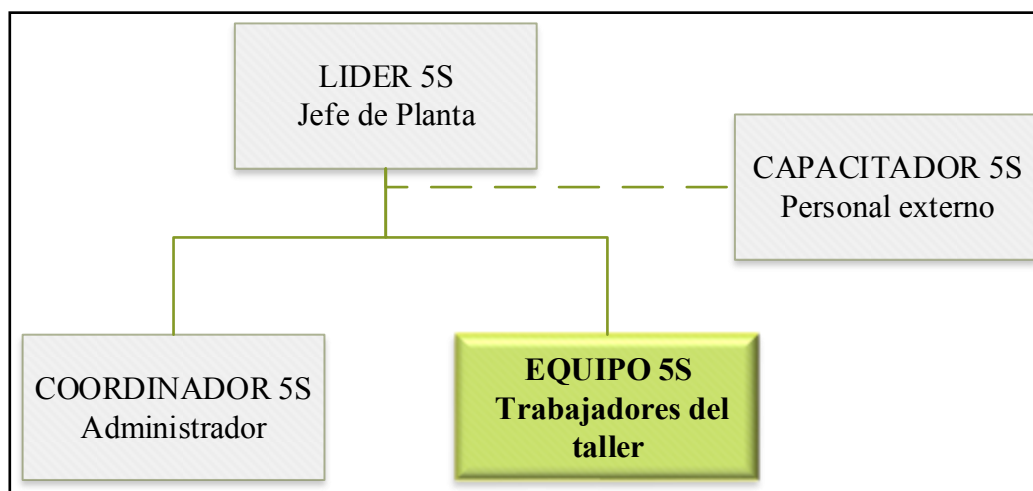 LIDER 5S
Jefe de Planta
CAPACITADOR 5S
Personal externo
COORDINADOR 5S
Administrador
EQUIPO 5S
Trabajadores del
taller